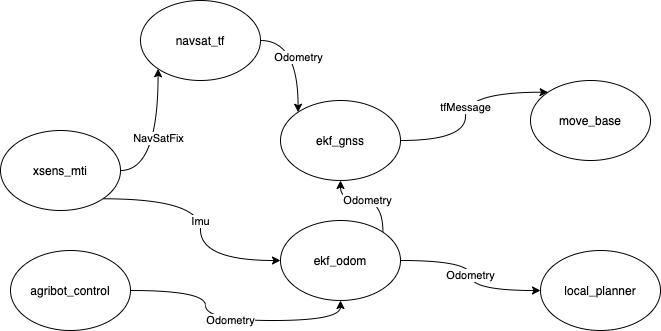 navsat_tf
Odometry
tfMessage
move_base
NavSatFix
ekf_gnss
xsens_mti
Odometry
Imu
ekf_odom
Odometry
agribot_control
local_planner
Odometry